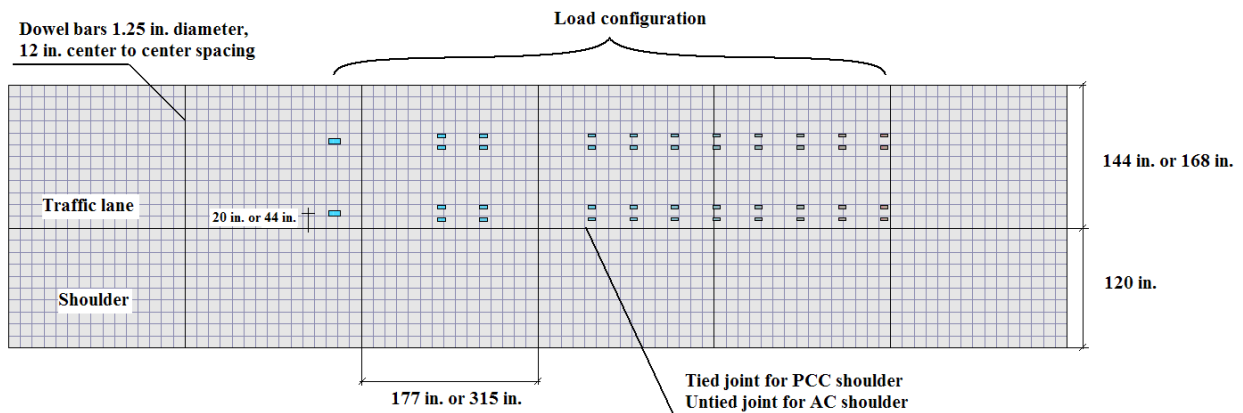 Dowel bars 1.25 in. diameter,
12 in. center to center spacing
Load configuration
144 in. or 168 in.
Traffic lane
20 in. or 44 in.
Shoulder
120 in.
177 in. or 315 in.
Tied joint for PCC shoulder
Untied joint for AC shoulder